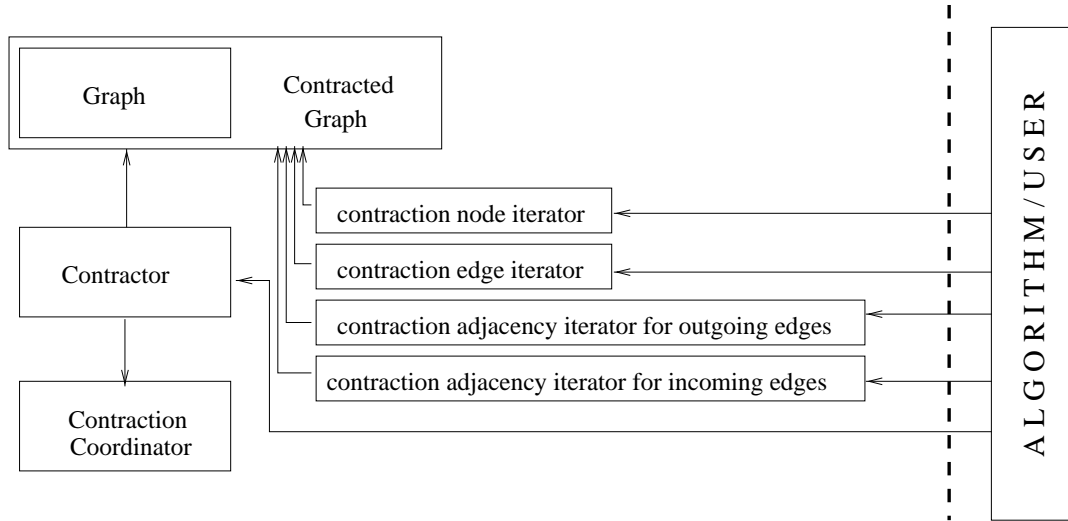 Graph
Contracted
Graph
contraction node iterator
Contractor
contraction edge iterator
contraction adjacency iterator for outgoing edges
contraction adjacency iterator for incoming edges
Contraction
Coordinator
ALGORITHM/USER